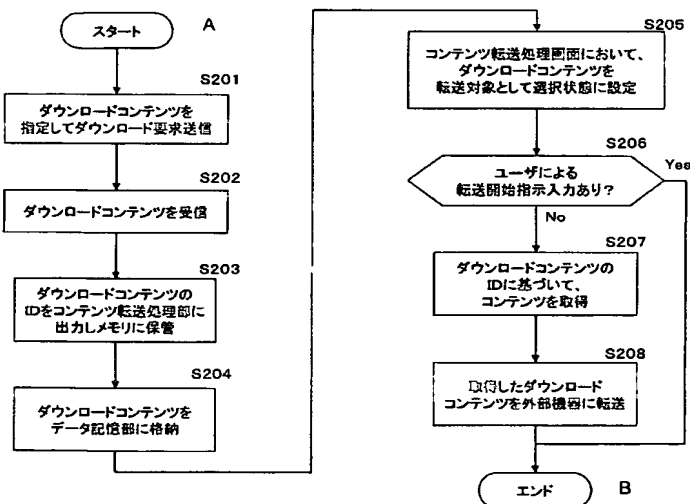 スタート
A
S201
ダウンロードコンテンツを
指定してダウンロード要求送信
S202
ダウンロードコンテンツを受信
S203
ダウンロードコンテンツの
IDをコンテンツ転送処理部に
出力しメモリに保管
S204
ダウンロードコンテンツを
データ記憶部に格納
S205
コンテンツ転送処理画面において、
ダウンロードコンテンツを
転送対象として選択状態に設定
S206
ユーザによる
転送開始指示入力あり?
Yes
No
S207
ダウンロードコンテンツの
IDに基づいて、
コンテンツを取得
S208
取得したダウンロード
コンテンツを外部機器に転送
エンド
B